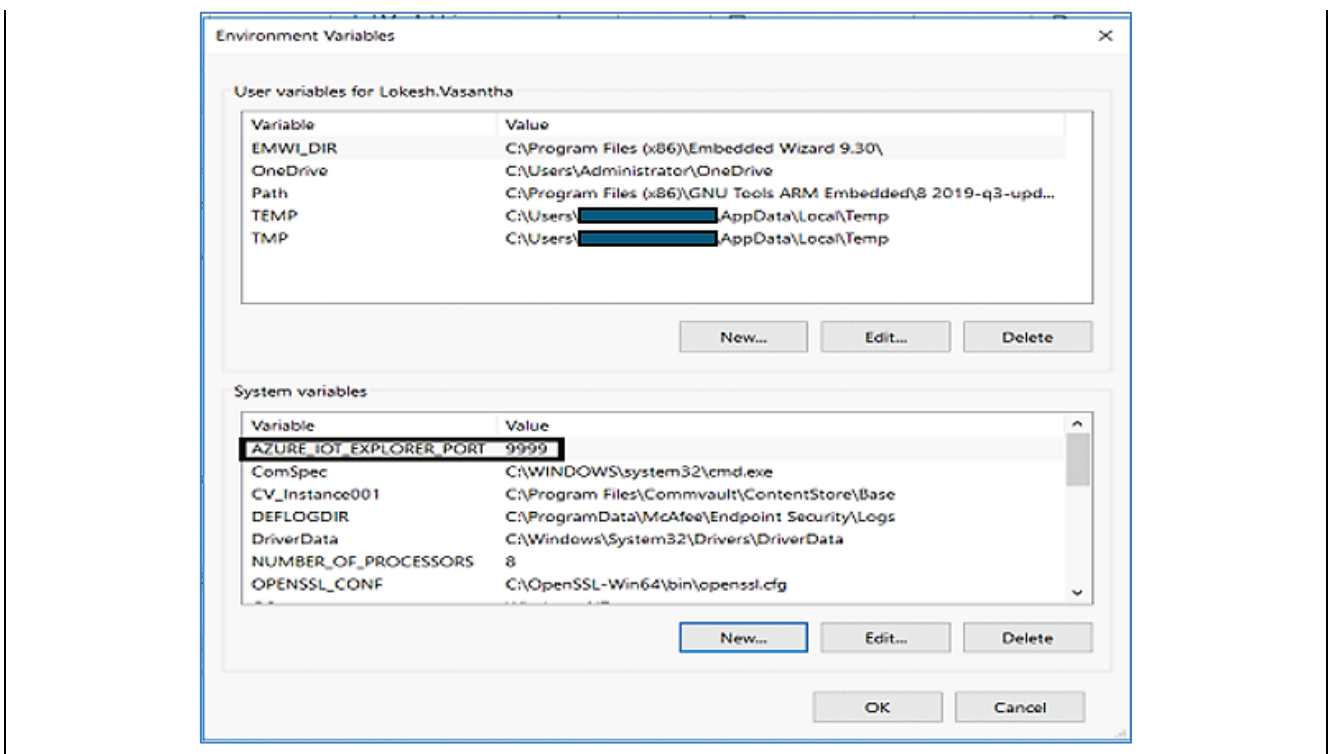 Environment Variables
User variables for Lokesh.Vasantha
Variable Value
EMWI_DIR C:\Program Files (x86)\Embedded Wizard 9.30\
OneDrive C:\Users\Administrator\OneDrive
Path C:\Program Files (x86)\GNU Tools ARM Embedded\8 2019-q3-upd...
TEMP C:\Users\ AppData\Local\Temp
TMP C:\Users\ AppData\Local\Temp
New... Edit... Delete
System variables
Variable Value
AZURE_IOT_EXPLORER_PORT 9999
ComSpec C:\WINDOWS\system32\cmd.exe
CV_Instance001 C:\Program Files\Commvault\ContentStore\Base
DEFLOGDIR C:\ProgramData\McAfee\Endpoint Security\Logs
DriverData C:\Windows\System32\Drivers\DriverData
NUMBER_OF_PROCESSORS 8
OPENSSL_CONF C:\OpenSSL-Win64\bin\openssl.cfg
New... Edit... Delete
OK Cancel